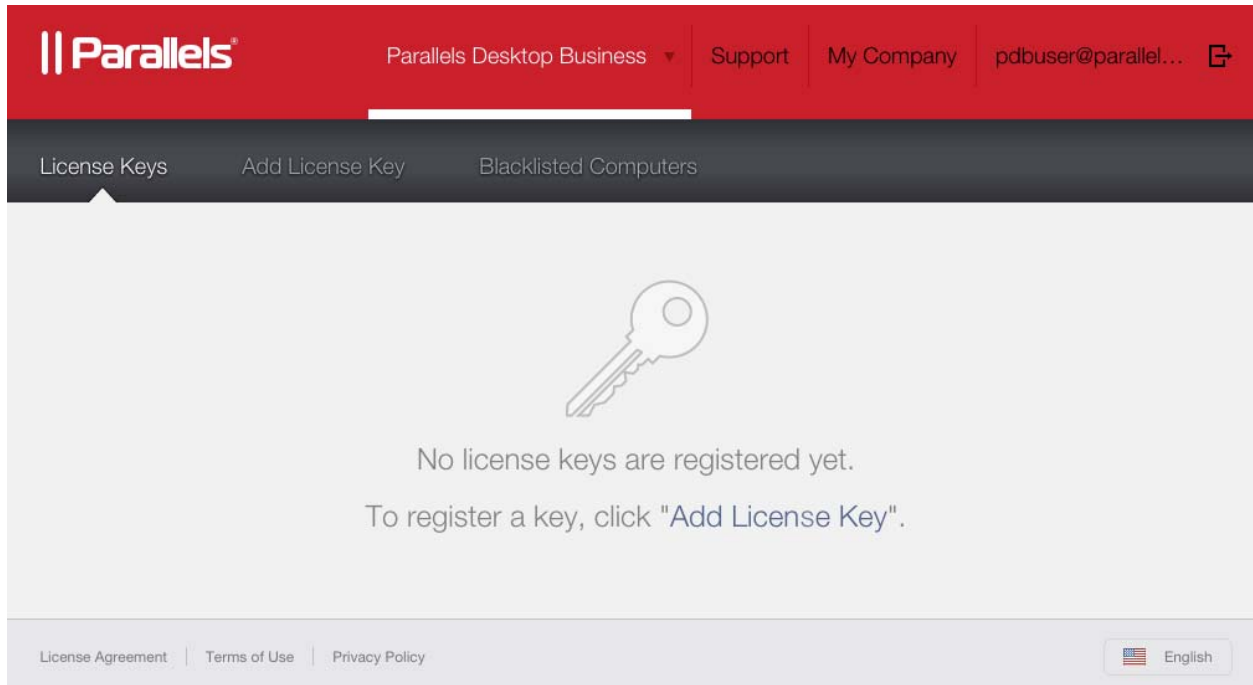 || Parallels®
Parallels Desktop Business ▼ Support My Company pdbuser@parallel...
License Keys Add License Key Blacklisted Computers
No license keys are registered yet.
To register a key, click "Add License Key".
License Agreement | Terms of Use | Privacy Policy English